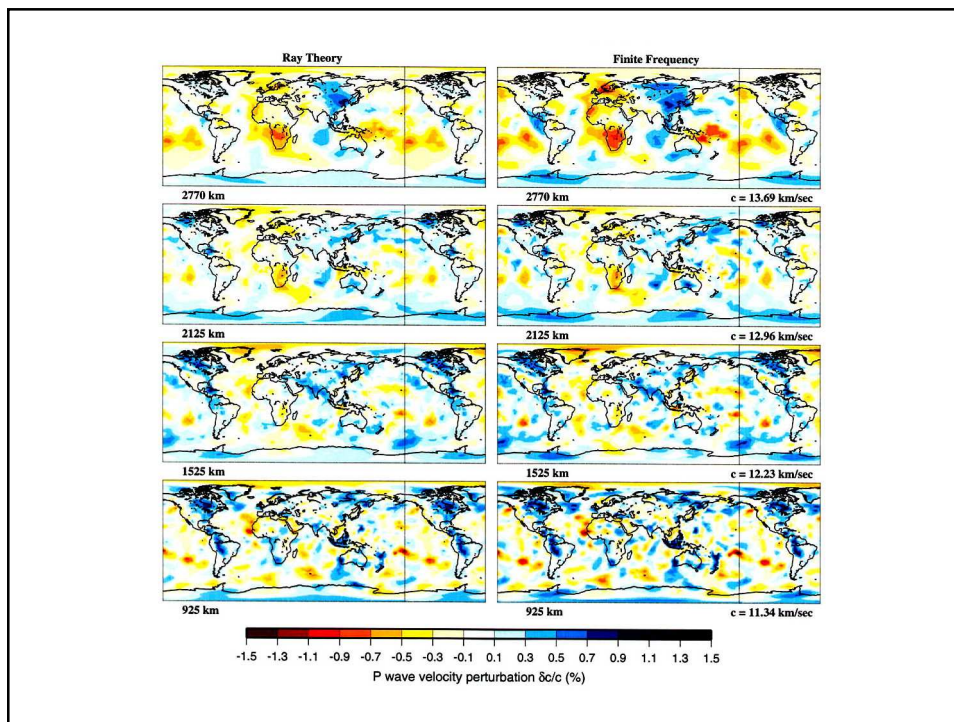 Ray Theory
Finite Frequency
2770 km
2770 km
c = 13.69 km/sec
2125 km
2125 km
c = 12.96 km/sec
1525 km
1525 km
c = 12.23 km/sec
925 km
925 km
c = 11.34 km/sec
-1.5 -1.3 -1.1 -0.9 -0.7 -0.5 -0.3 -0.1 0.1 0.3 0.5 0.7 0.9 1.1 1.3 1.5
P wave velocity perturbation δc/c (%)